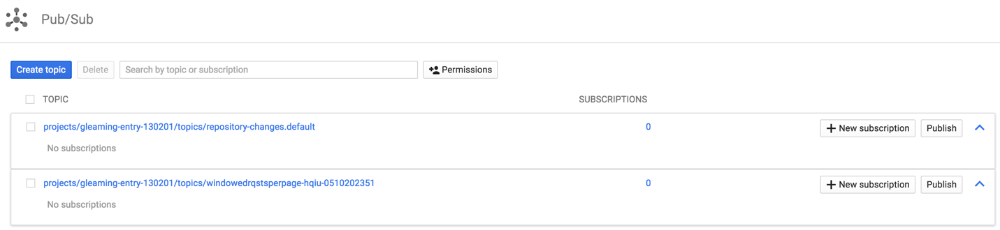 Pub/Sub
Create topic Delete Search by topic or subscription Permissions
TOPIC SUBSCRIPTIONS
projects/gleaming-entry-130201/topics/repository-changes.default 0 New subscription Publish
No subscriptions
projects/gleaming-entry-130201/topics/windowedrqstsperpage-hqiu-0510202351 0 New subscription Publish
No subscriptions